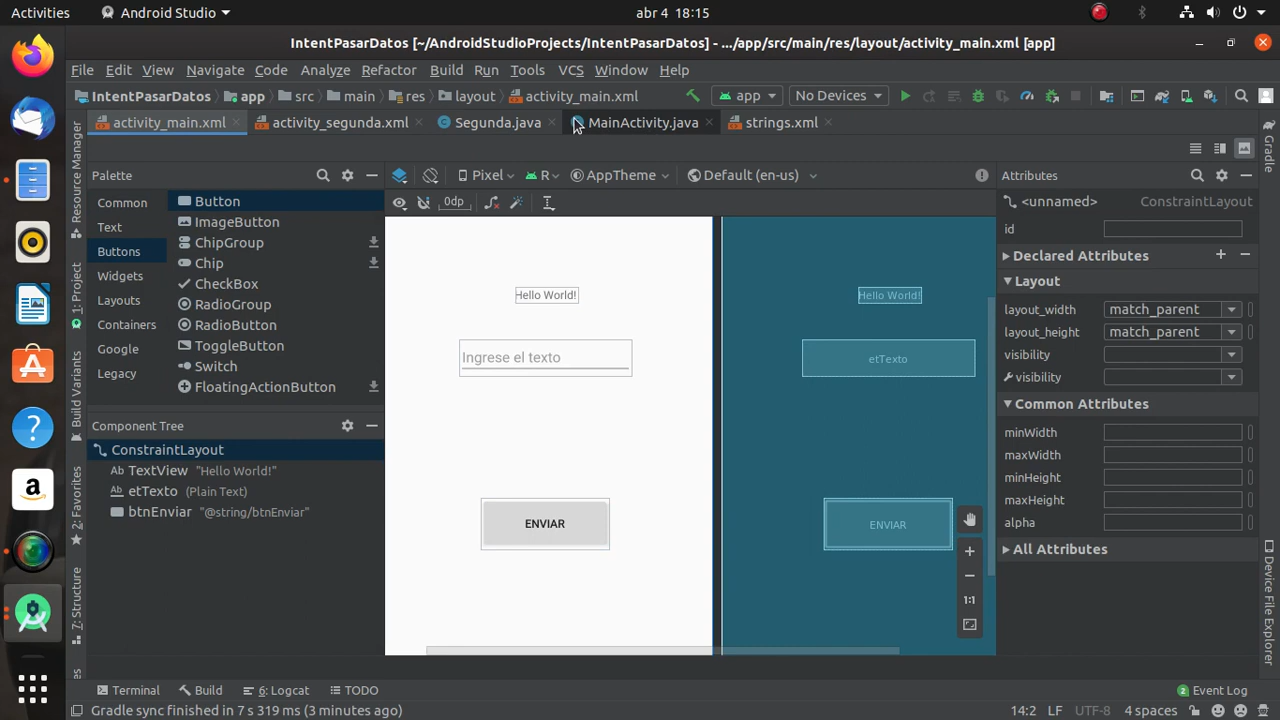 Activities
Android Studio
abr 4 18:15
IntentPasarDatos [~/AndroidStudioProjects/IntentPasarDatos] - .../app/src/main/res/layout/activity_main.xml [app]
File Edit View Navigate Code Analyze Refactor Build Run Tools VCS Window Help
IntentPasarDatos app src main res layout activity_main.xml app No Devices
activity_main.xml activity_segunda.xml Segunda.java MainActivity.java strings.xml
Palette
Common
Text
Buttons
Widgets
Layouts
Containers
Google
Legacy
Button
ImageButton
ChipGroup
Chip
CheckBox
RadioGroup
RadioButton
ToggleButton
Switch
FloatingActionButton
Component Tree
ConstraintLayout
Ab TextView "Hello World!"
Ab etTexto (Plain Text)
btnEnviar "@string/btnEnviar"
Pixel R AppTheme Default (en-us)
0dp
Hello World!
Ingrese el texto
ENVIAR
Hello World!
etTexto
ENVIAR
1:1
Attributes
<unnamed> ConstraintLayout
id
Declared Attributes
Layout
layout_width match_parent
layout_height match_parent
visibility
visibility
Common Attributes
minWidth
maxWidth
minHeight
maxHeight
alpha
All Attributes
Resource Manager
1: Project
Build Variants
2: Favorites
7: Structure
Gradle
Device File Explorer
Terminal Build 6: Logcat TODO
2 Event Log
Gradle sync finished in 7 s 319 ms (3 minutes ago)
14:2 LF UTF-8 4 spaces